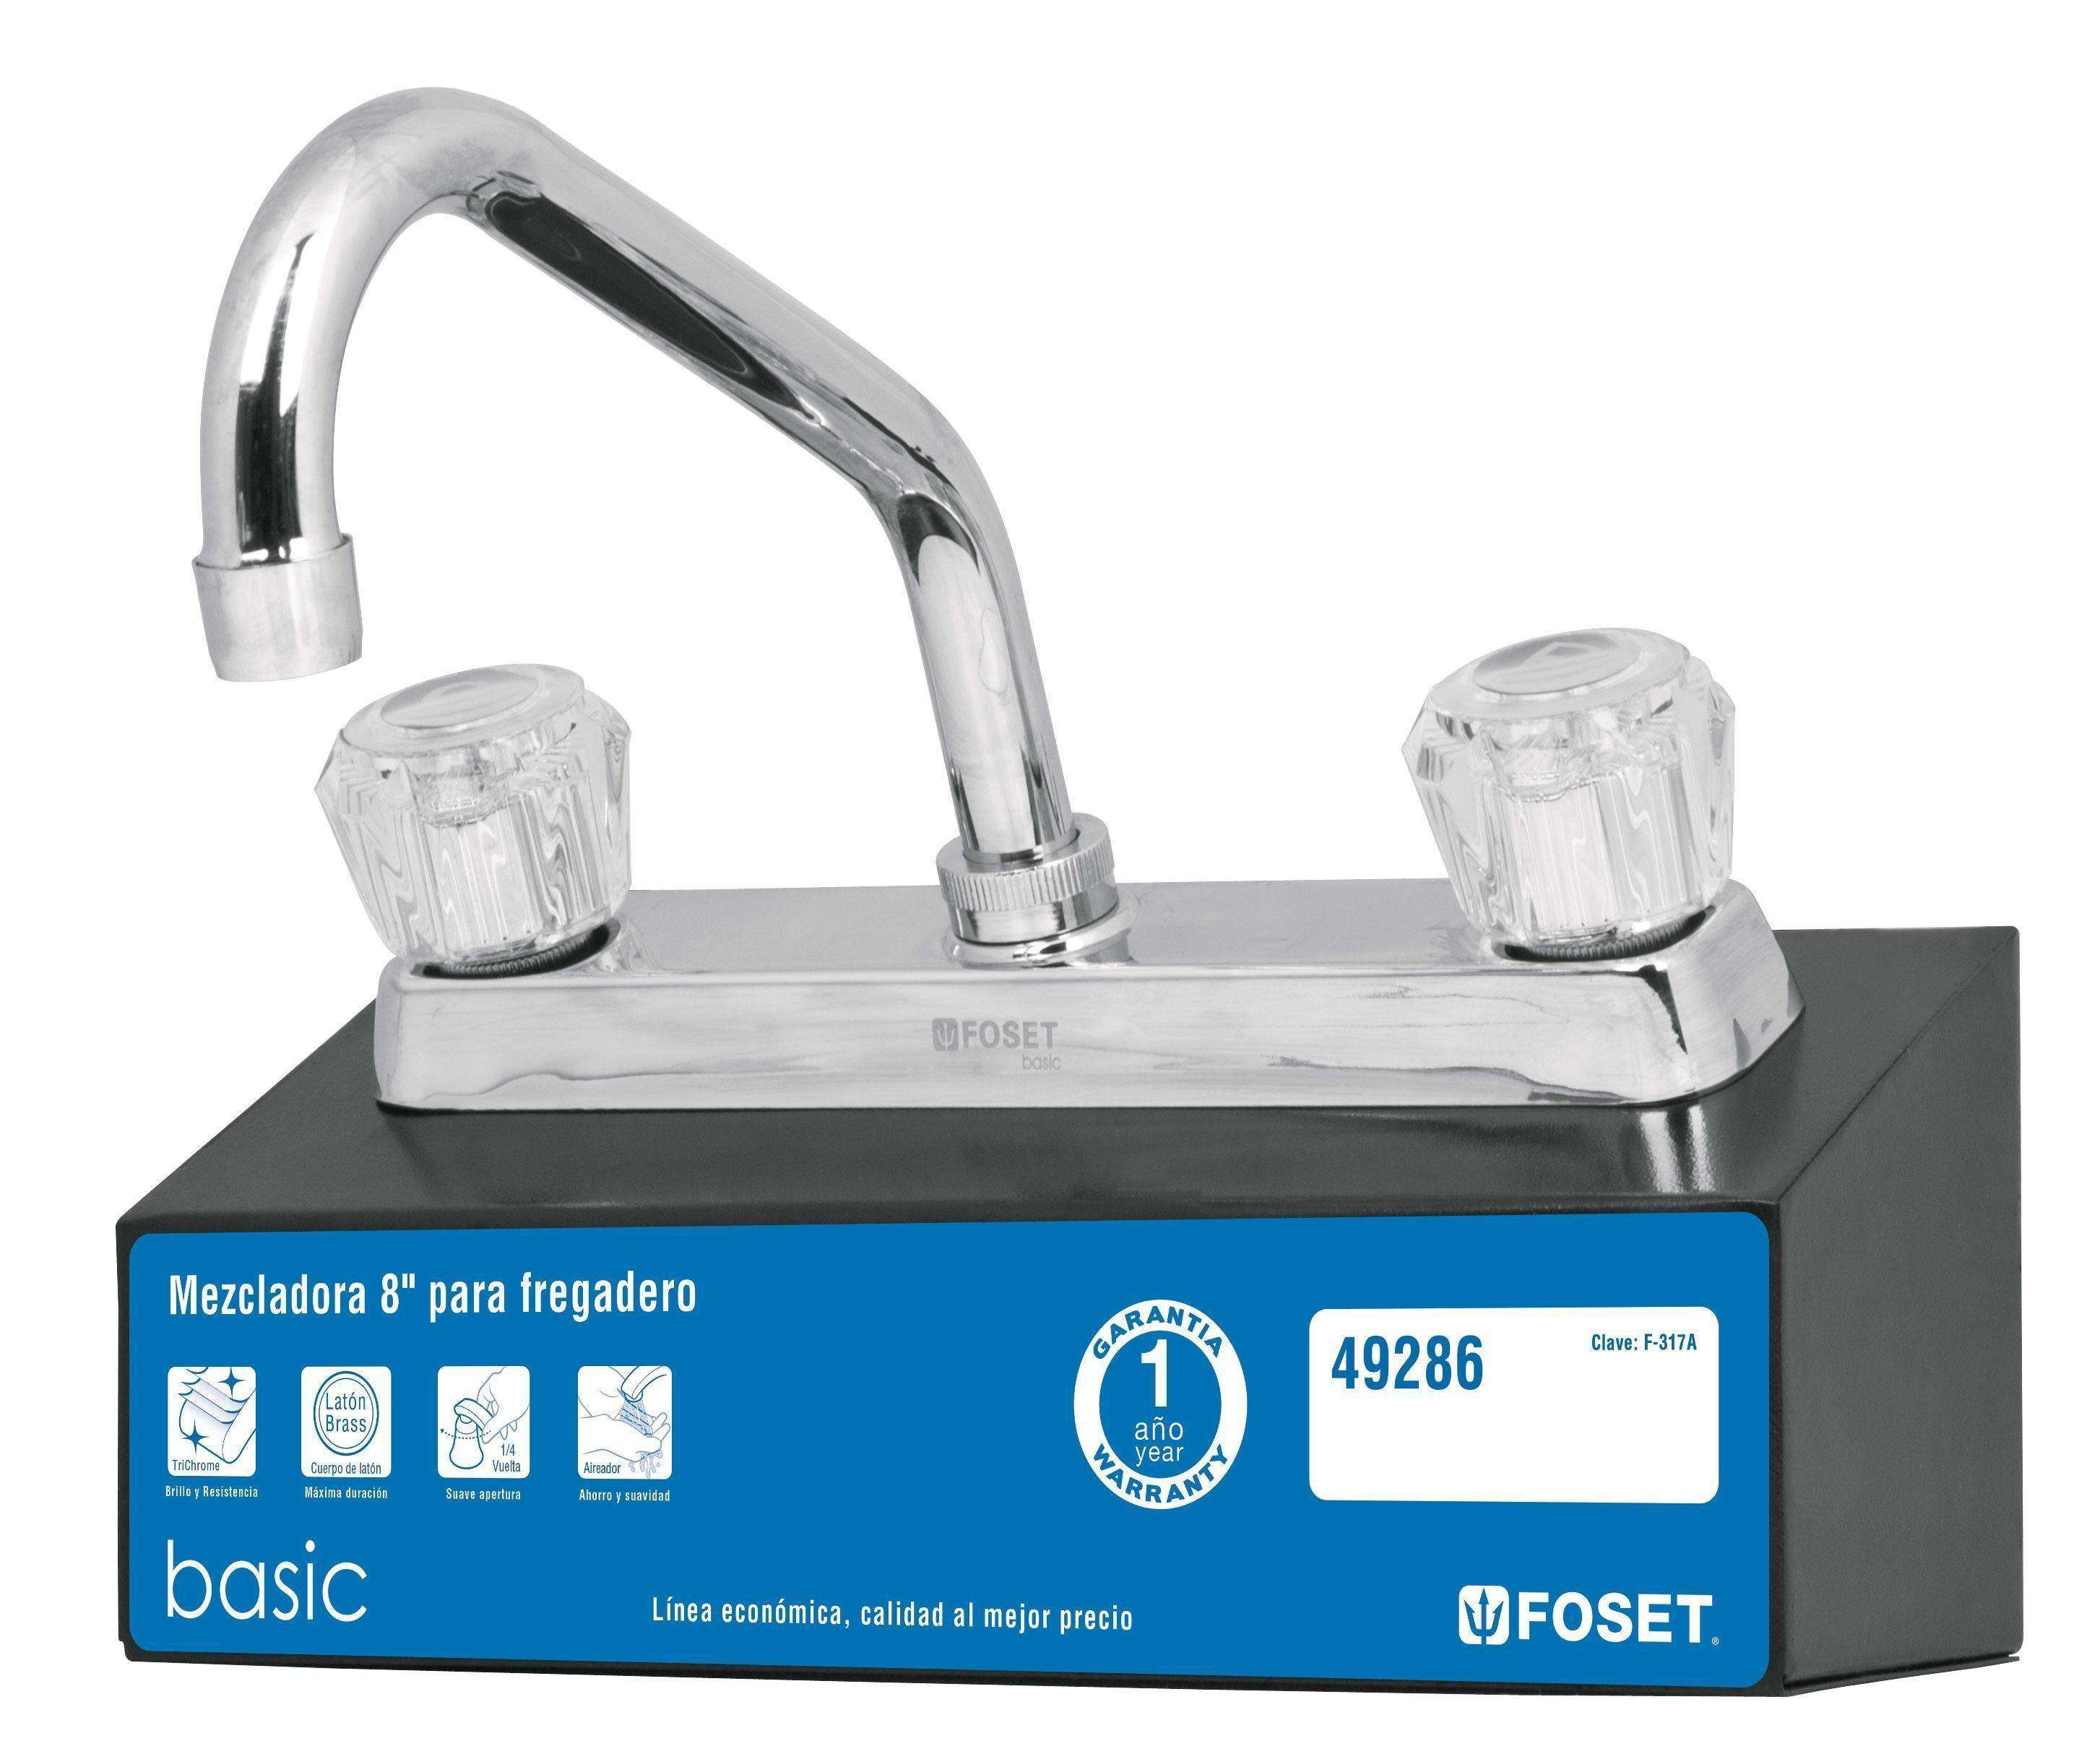 FOSET
basic
Mezcladora 8" para fregadero
TriChrome
Brillo y Resistencia
Latón
Brass
Cuerpo de latón
Máxima duración
1/4
Vuelta
Suave apertura
Aireador
Ahorro y suavidad
GARANTIA
1
año
year
WARRANTY
49286
Clave: F-317A
basic
Línea económica, calidad al mejor precio
FOSET®